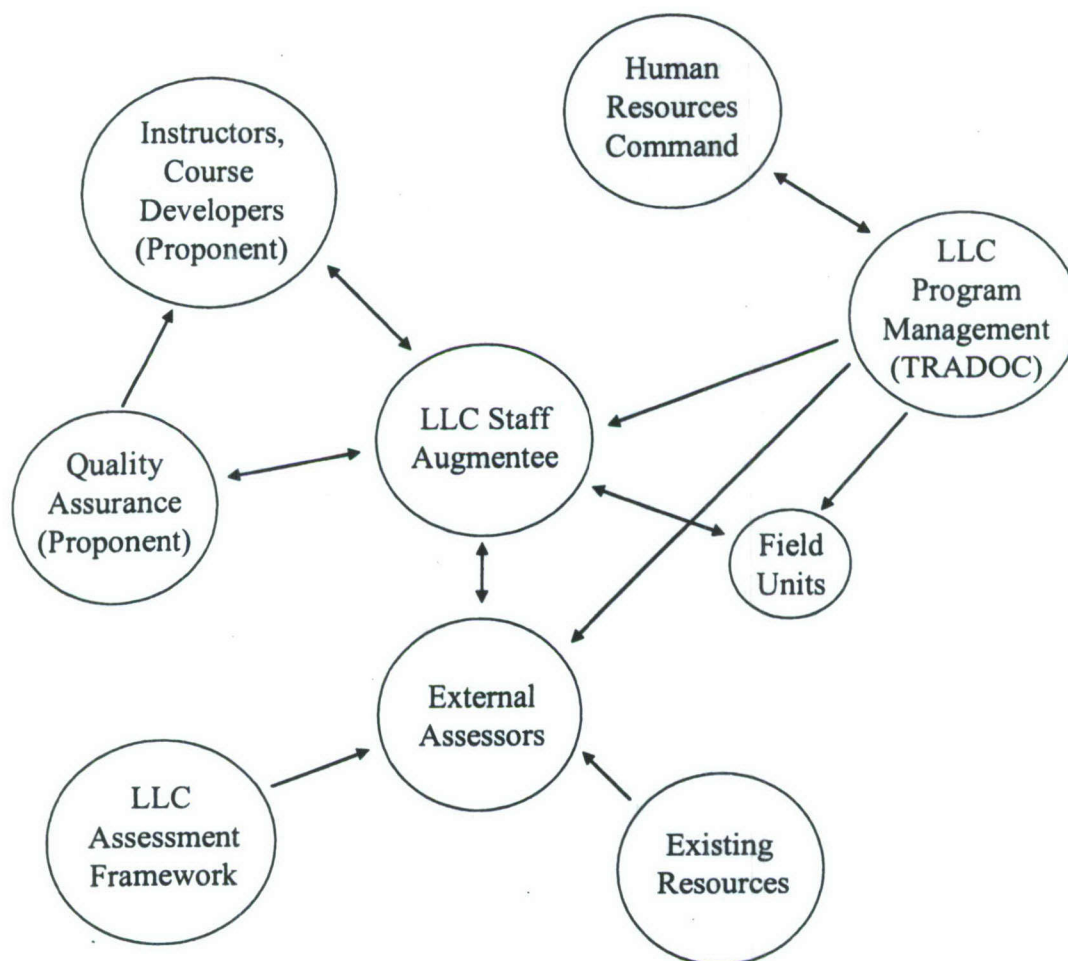 Human
Resources
Command
Instructors,
Course
Developers
(Proponent)
LLC
Program
Management
(TRADOC)
LLC Staff
Augmentee
Quality
Assurance
(Proponent)
Field
Units
External
Assessors
LLC
Assessment
Framework
Existing
Resources